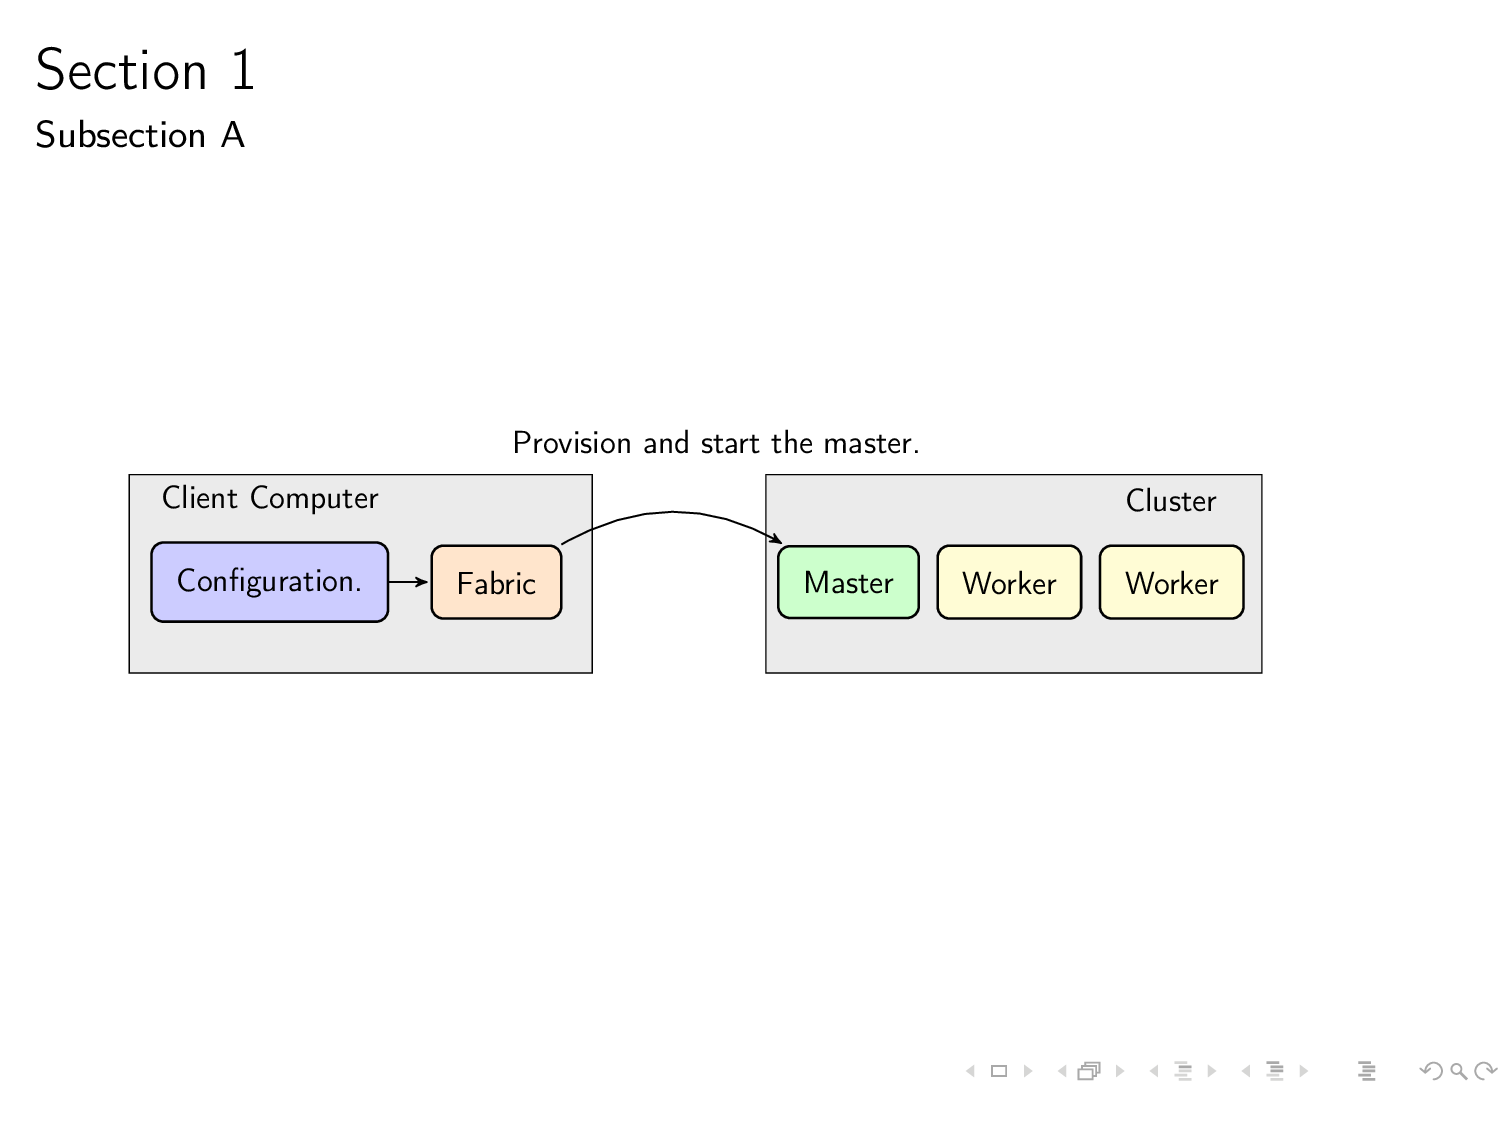 Section 1
Subsection A
Provision and start the master.
Client Computer
Cluster
Configuration.
Fabric
Master
Worker
Worker